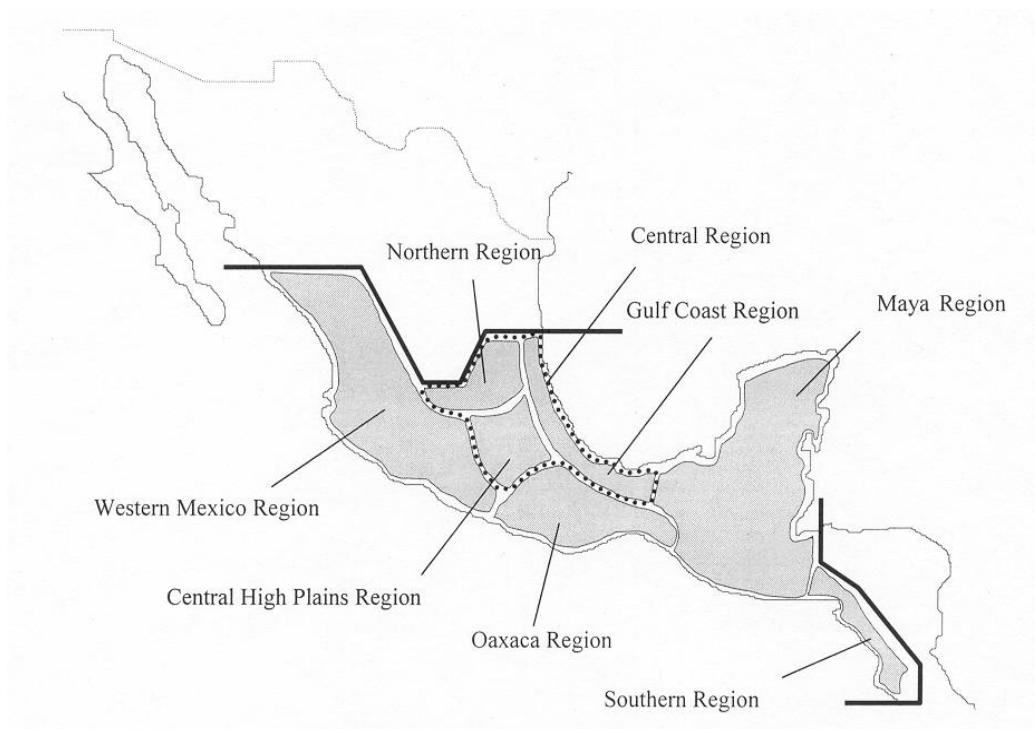 Northern Region
Central Region
Gulf Coast Region
Maya Region
Western Mexico Region
Central High Plains Region
Oaxaca Region
Southern Region